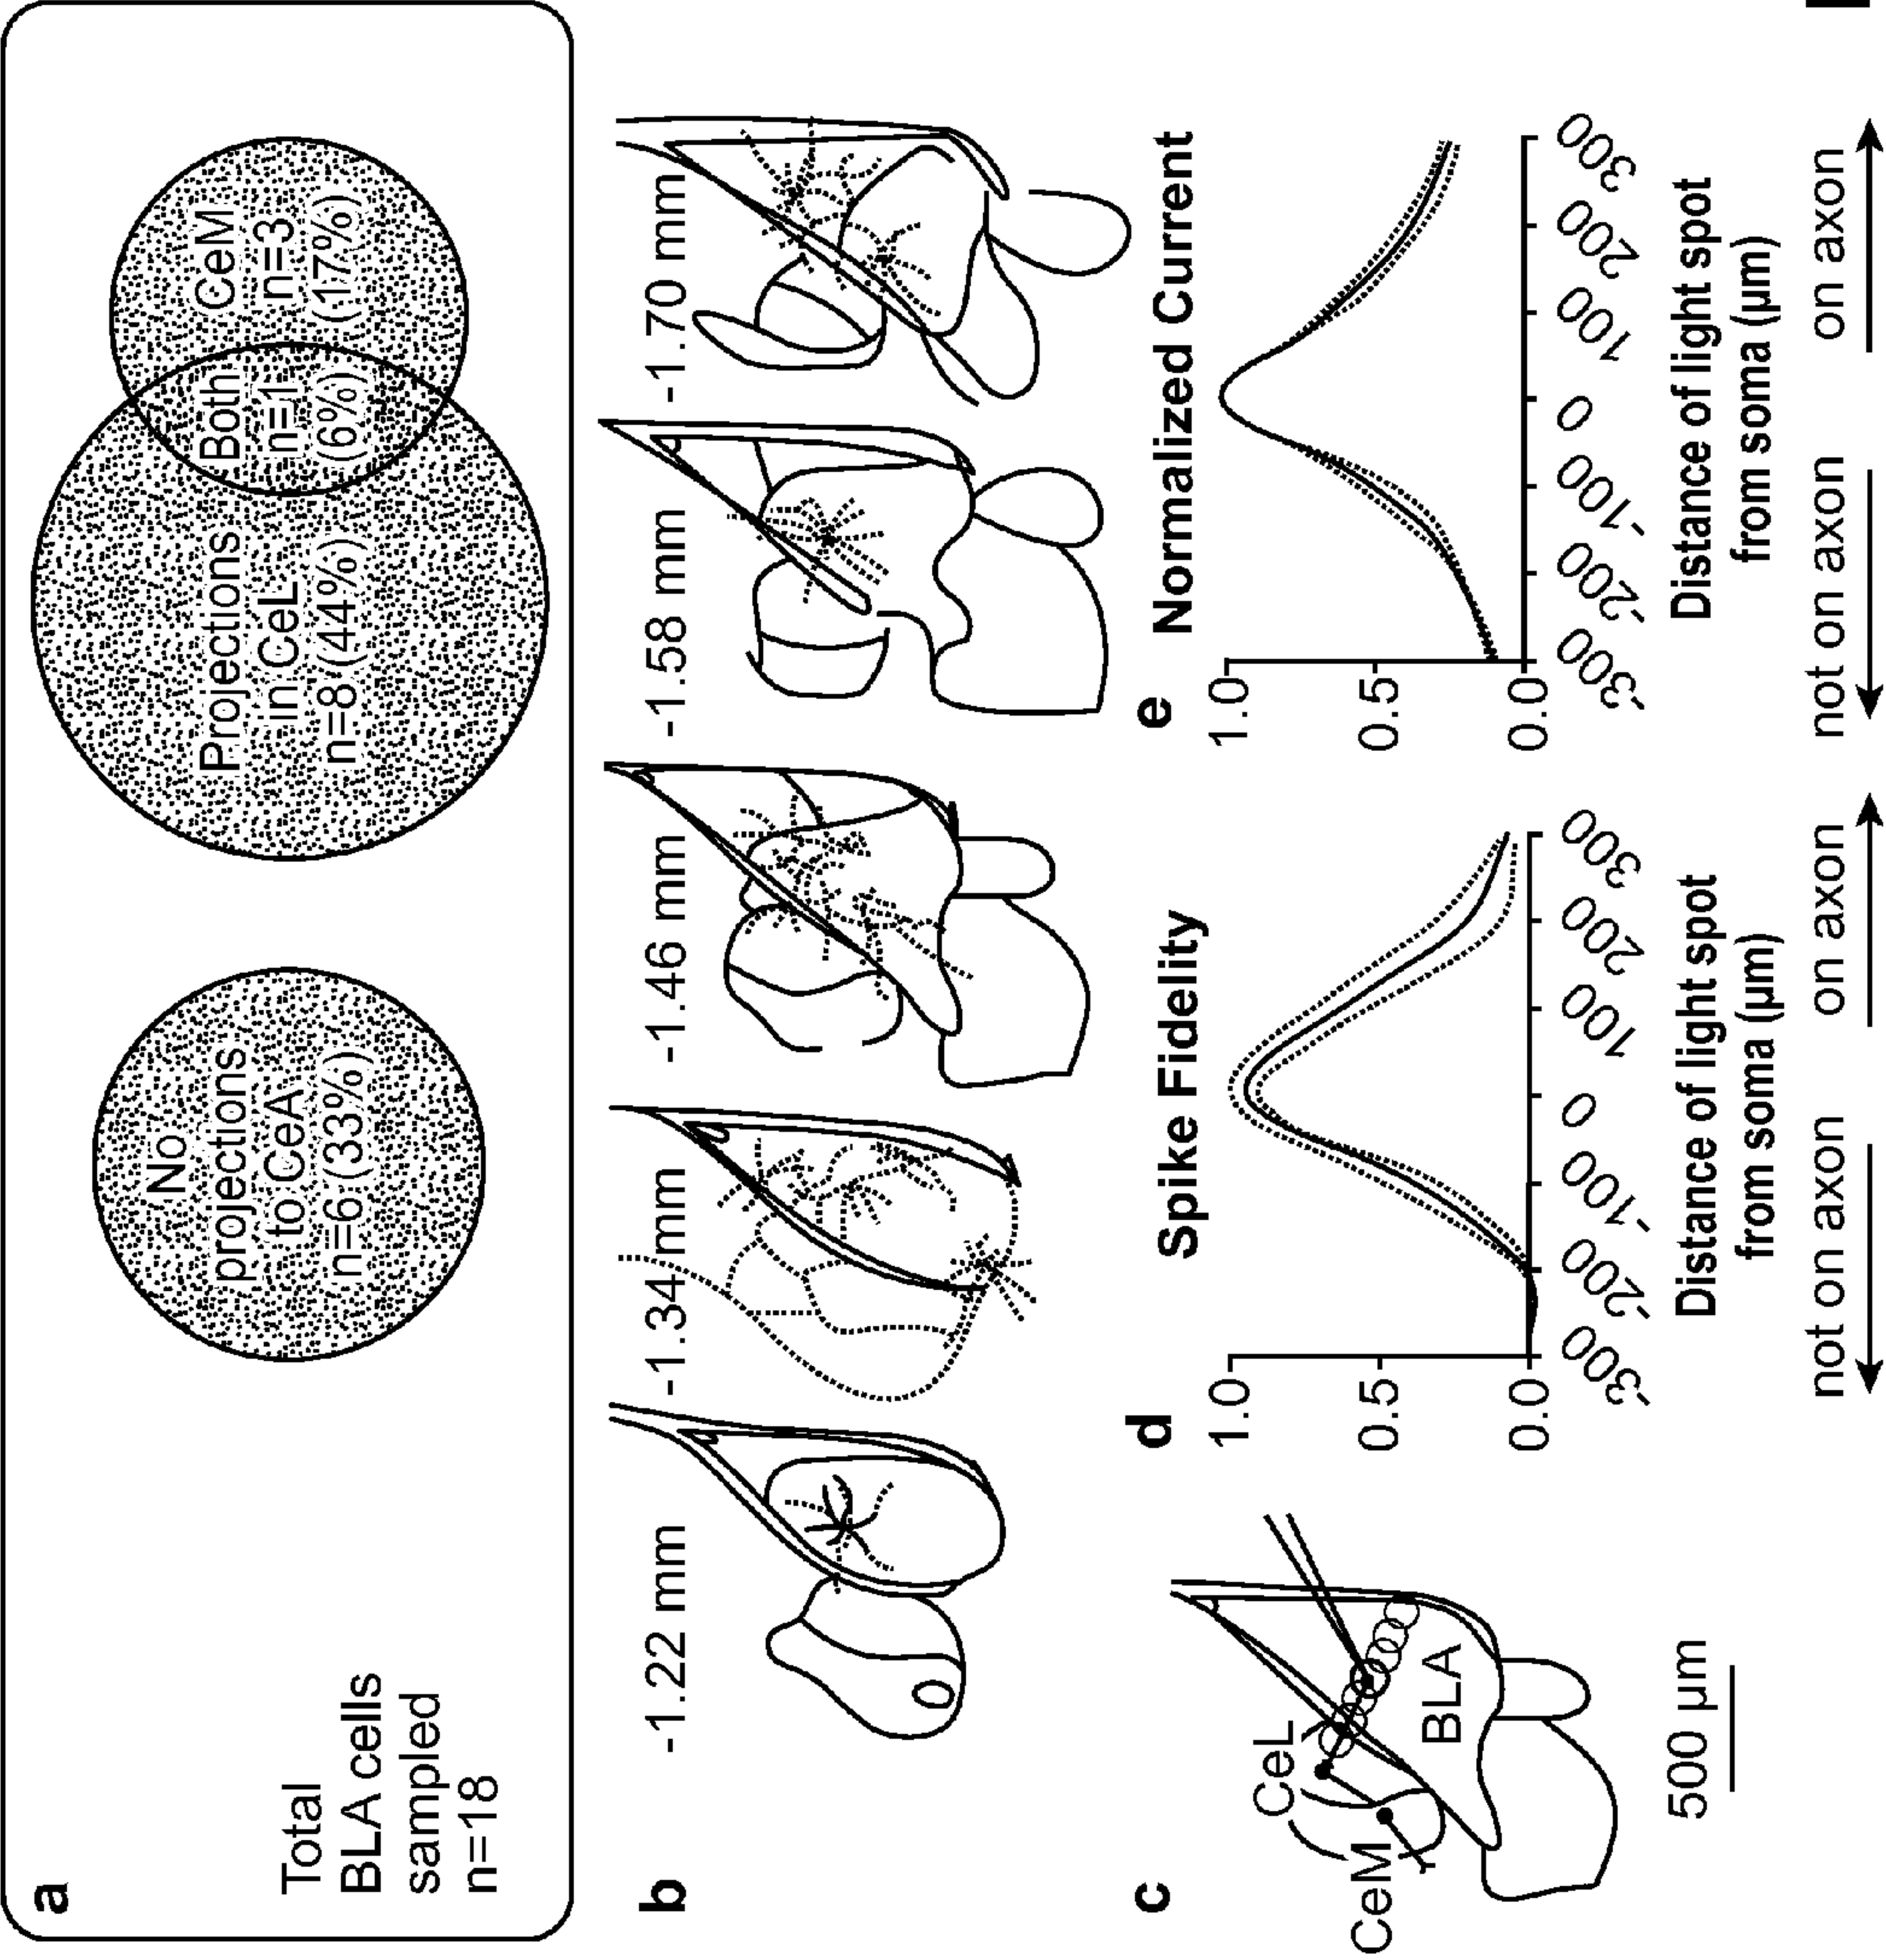 a
Total
BLA cells
sampled
n=18
No
projections
to CeA
n=6 (33%)
Projections
in CeL
n=8 (44%)
Both
n=1
(6%)
CeM
n=3
(17%)
b
-1.22 mm
-1.34 mm
-1.46 mm
-1.58 mm
-1.70 mm
c
CeM
CeL
BLA
500 µm
d
Spike Fidelity
1.0
0.5
0.0
-300
-200
-100
0
100
200
300
Distance of light spot
from soma (µm)
not on axon
on axon
e
Normalized Current
1.0
0.5
0.0
-300
-200
-100
0
100
200
300
Distance of light spot
from soma (µm)
not on axon
on axon